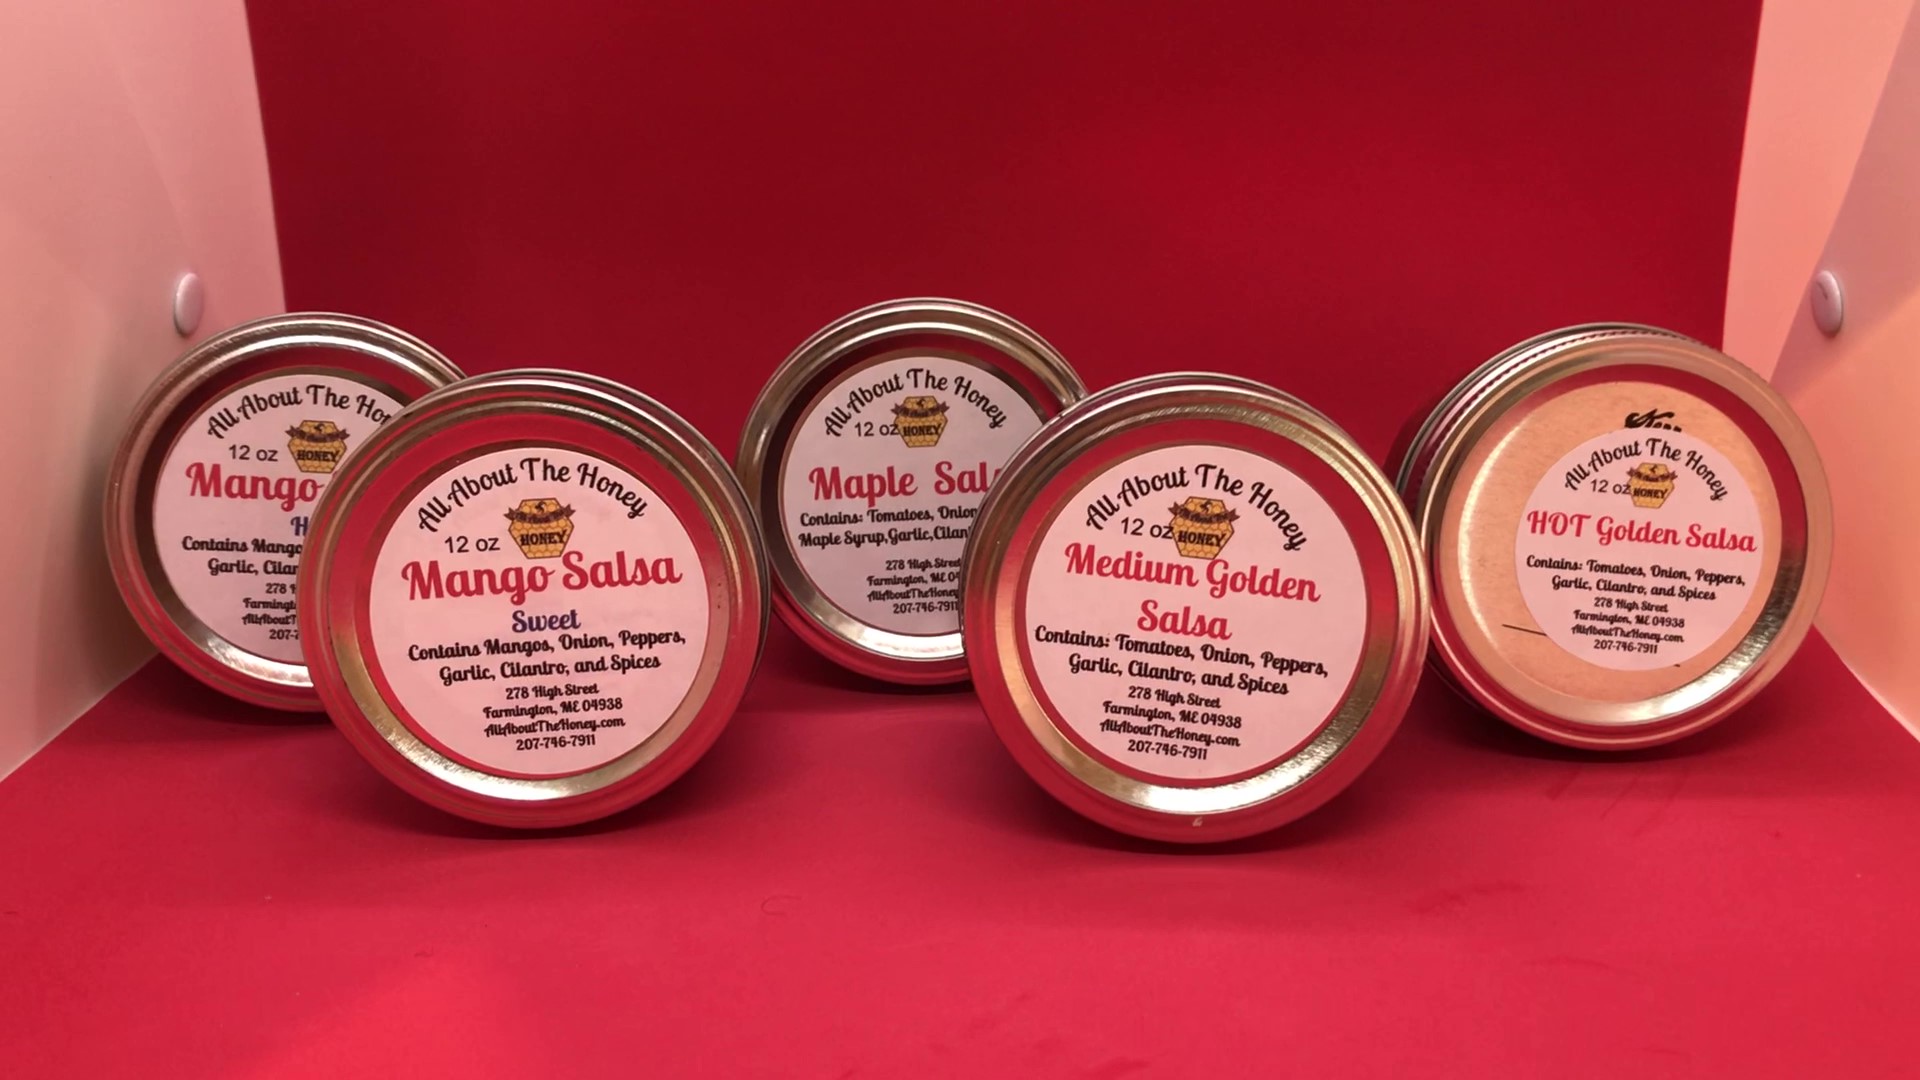 All About The Hon
12 oz
HONEY
Mango
H
Contains Mango
Garlic, Cilan
278 H
Farmingt
AllAboutT
207-7
All About The Honey
12 oz
HONEY
Mango Salsa
Sweet
Contains Mangos, Onion, Peppers,
Garlic, Cilantro, and Spices
278 High Street
Farmington, ME 04938
AllAboutTheHoney.com
207-746-7911
All About The Honey
12 oz
HONEY
Maple Sals
Contains: Tomatoes, Onion
Maple Syrup,Garlic,Cilan
278 High Street
Farmington, ME 04
AllAboutTheHoney
207-746-7911
All About The Honey
12 oz
HONEY
Medium Golden
Salsa
Contains: Tomatoes, Onion, Peppers,
Garlic, Cilantro, and Spices
278 High Street
Farmington, ME 04938
AllAboutTheHoney.com
207-746-7911
All About The Honey
12 oz
HONEY
HOT Golden Salsa
Contains: Tomatoes, Onion, Peppers,
Garlic, Cilantro, and Spices
278 High Street
Farmington, ME 04938
AllAboutTheHoney.com
207-746-7911